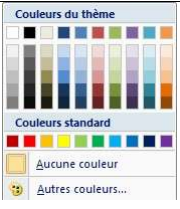 Couleurs du thème
Couleurs standard
Aucune couleur
Autres couleurs...